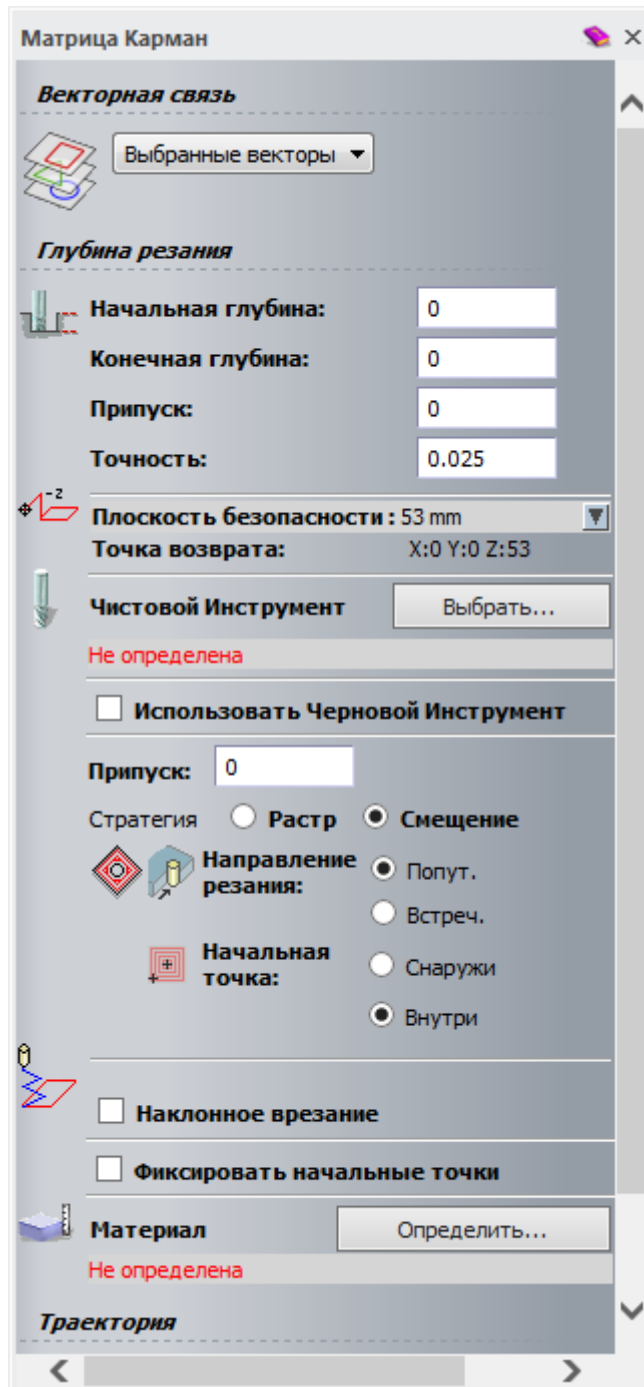 Матрица Карман
Векторная связь
Выбранные векторы
Глубина резания
Начальная глубина: 0
Конечная глубина: 0
Припуск: 0
Точность: 0.025
-z
Плоскость безопасности : 53 mm
Точка возврата: X:0 Y:0 Z:53
Чистовой Инструмент Выбрать...
Не определена
Использовать Черновой Инструмент
Припуск: 0
Стратегия Растр Смещение
Направление
резания:
Попут.
Встреч.
Начальная
точка:
Снаружи
Внутри
Наклонное врезание
Фиксировать начальные точки
Материал Определить...
Не определена
Траектория